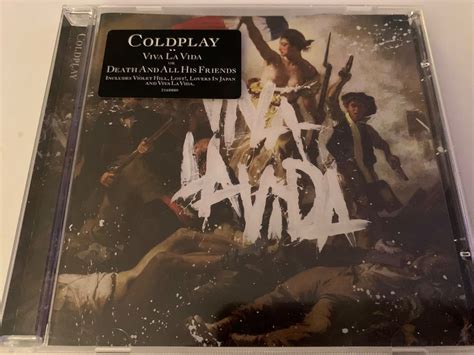 COLDPLAY
VIVA LA VIDA
OR
DEATH AND ALL HIS FRIENDS
INCLUDES VIOLET HILL, LOST!, LOVERS IN JAPAN
AND VIVA LA VIDA.
VIVA
LA VIDA
COLDPLAY
COLDPLAY